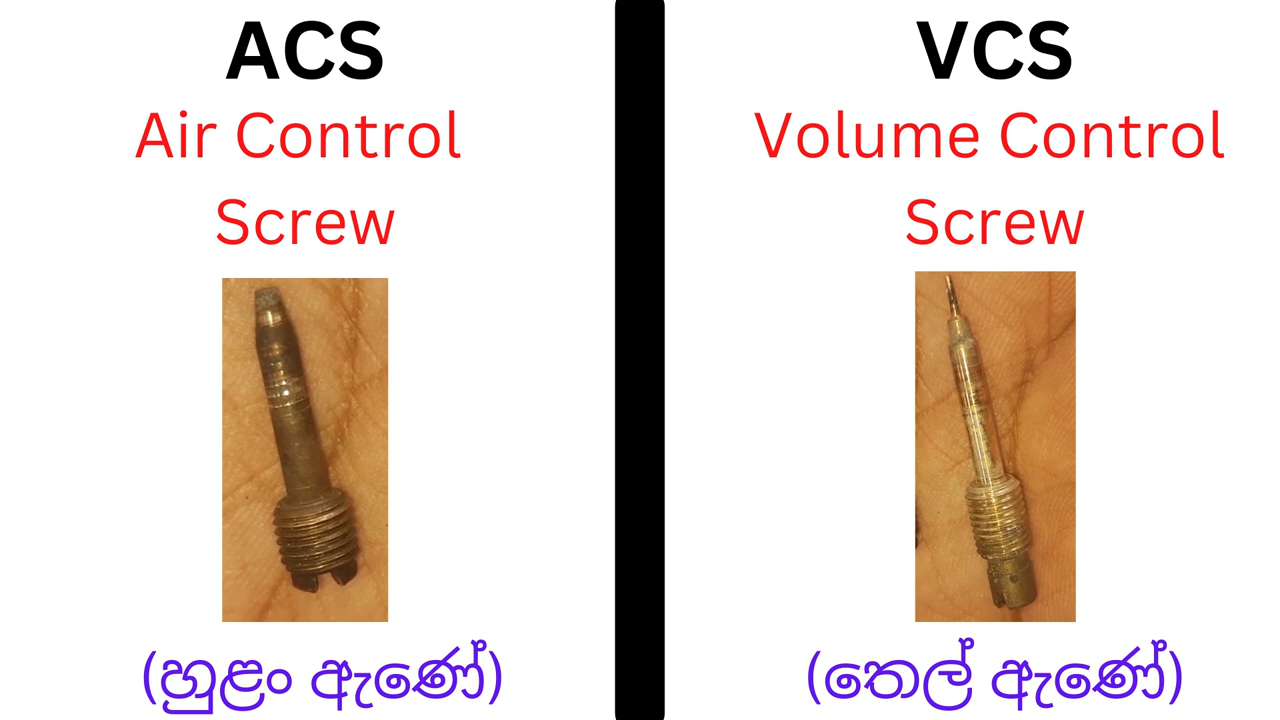 ACS
Air Control
Screw
(හුළං ඇණේ)
VCS
Volume Control
Screw
(තෙල් ඇණේ)